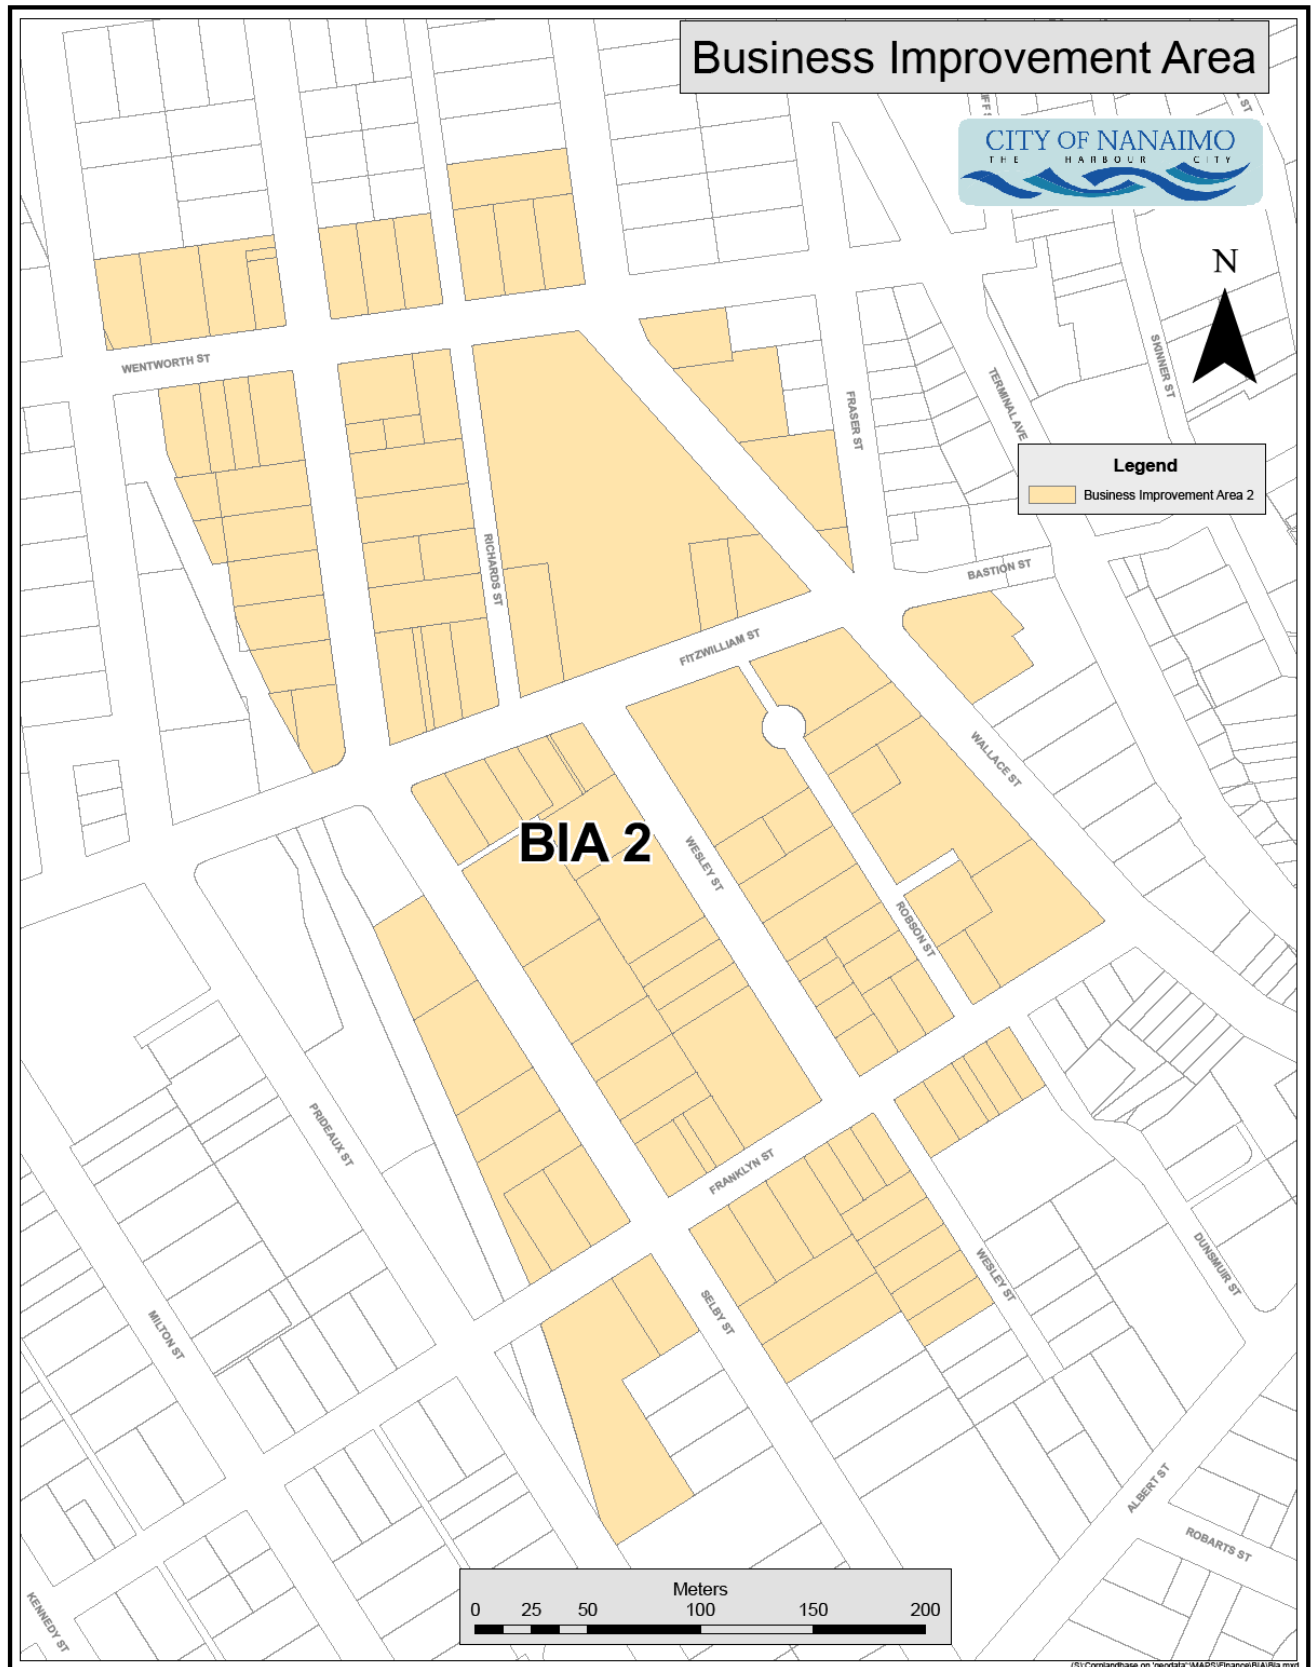 Business Improvement Area
ST
CITY OF NANAIMO
THE HARBOUR CITY
N
WENTWORTH ST
SKINNER ST
TERMINAL AVE
FRASER ST
Legend
Business Improvement Area 2
RICHARDS ST
BASTION ST
FITZWILLIAM ST
WALLACE ST
BIA 2
WESLEY ST
ROBSON ST
PRIDEAUX ST
FRANKLYN ST
WESLEY ST
DUNSMUIR ST
SELBY ST
MILTON ST
ALBERT ST
ROBARTS ST
KENNEDY ST
Meters
0 25 50 100 150 200